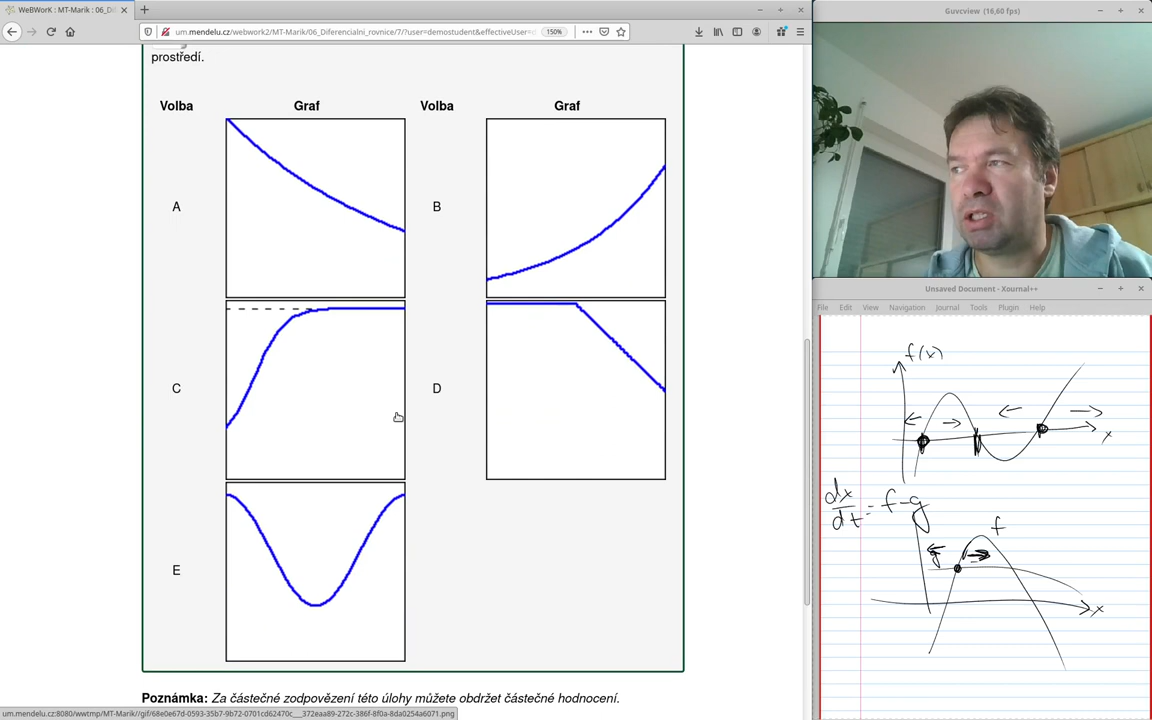 WeBWorK : MT-Marik : 06_Di
Guvcview (16,60 fps)
um.mendelu.cz/webwork2/MT-Marik/06_Diferencialni_rovnice/7/?user=demostudent&effectiveUser=
150%
prostředí.
Volba Graf Volba Graf
A
B
C
D
E
Poznámka: Za částečné zodpovězení této úlohy můžete obdržet částečné hodnocení.
Unsaved Document - Xournal++
File Edit View Navigation Journal Tools Plugin Help
f(x)
x
dx/dt = f-g
f
g
x